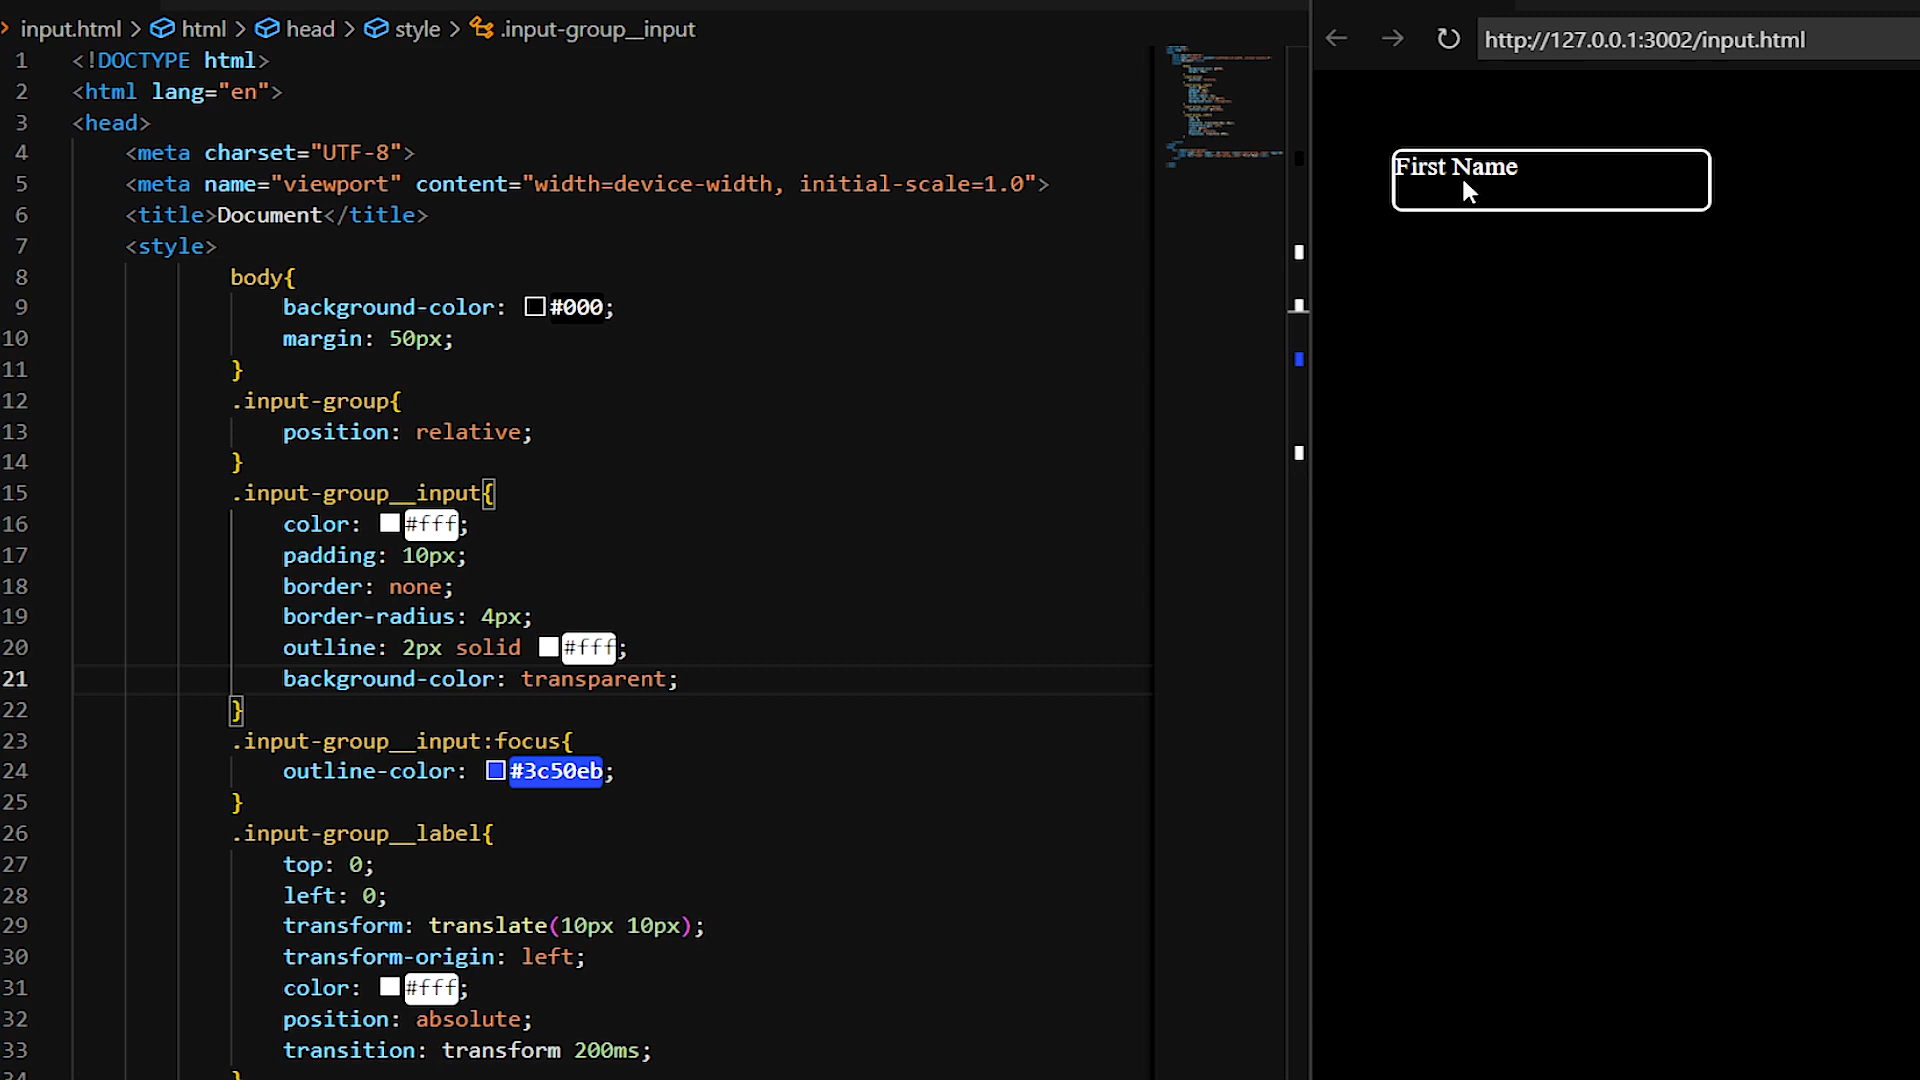 input.html > html > head > style > .input-group__input
1 <!DOCTYPE html>
2 <html lang="en">
3 <head>
4 <meta charset="UTF-8">
5 <meta name="viewport" content="width=device-width, initial-scale=1.0">
6 <title>Document</title>
7 <style>
8 body{
9 background-color: #000;
10 margin: 50px;
11 }
12 .input-group{
13 position: relative;
14 }
15 .input-group__input{
16 color: #fff;
17 padding: 10px;
18 border: none;
19 border-radius: 4px;
20 outline: 2px solid #fff;
21 background-color: transparent;
22 }
23 .input-group__input:focus{
24 outline-color: #3c50eb;
25 }
26 .input-group__label{
27 top: 0;
28 left: 0;
29 transform: translate(10px 10px);
30 transform-origin: left;
31 color: #fff;
32 position: absolute;
33 transition: transform 200ms;
34 }
http://127.0.0.1:3002/input.html
First Name